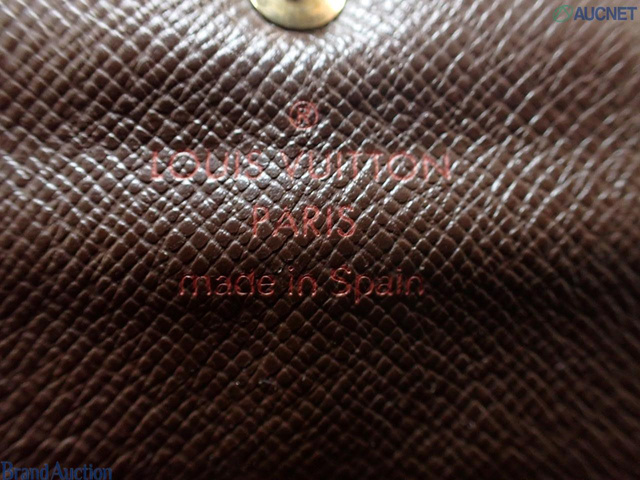 AUCNET
®
LOUIS VUITTON
PARIS
made in Spain
Brand Auction